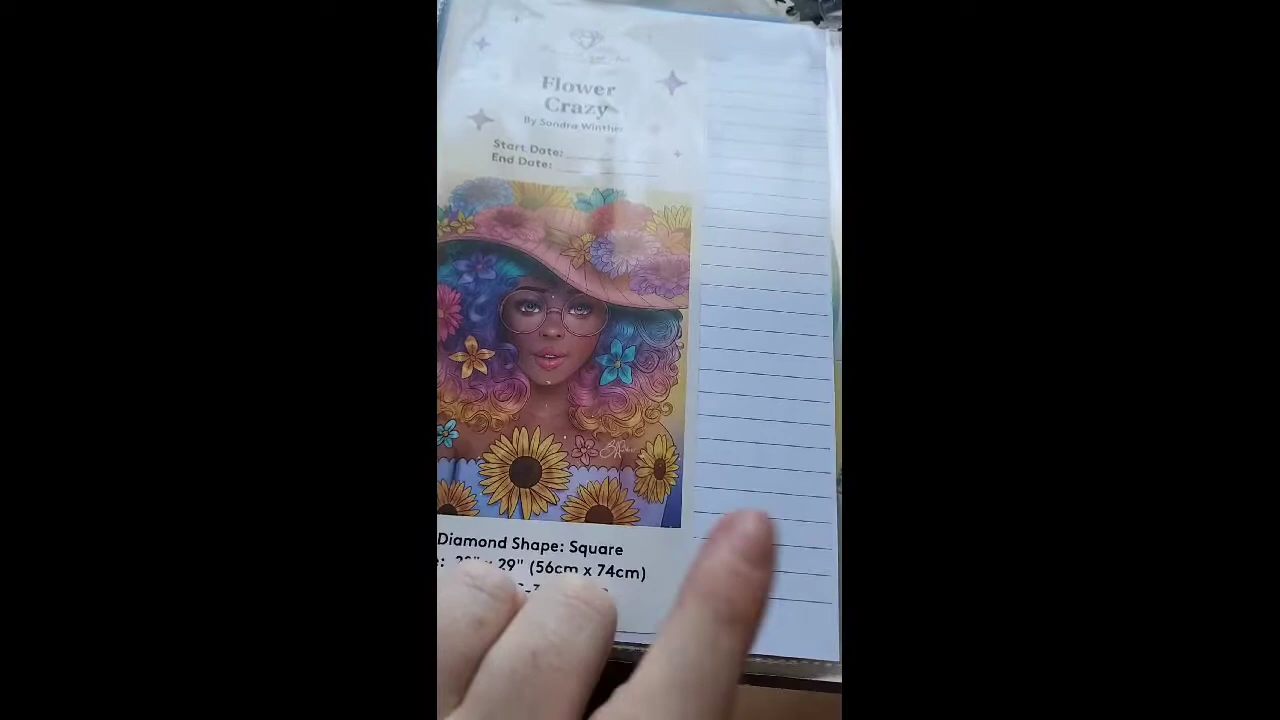 Flower
Crazy
By Sondra Winther
Start Date:
End Date:
Diamond Shape: Square
29" (56cm x 74cm)